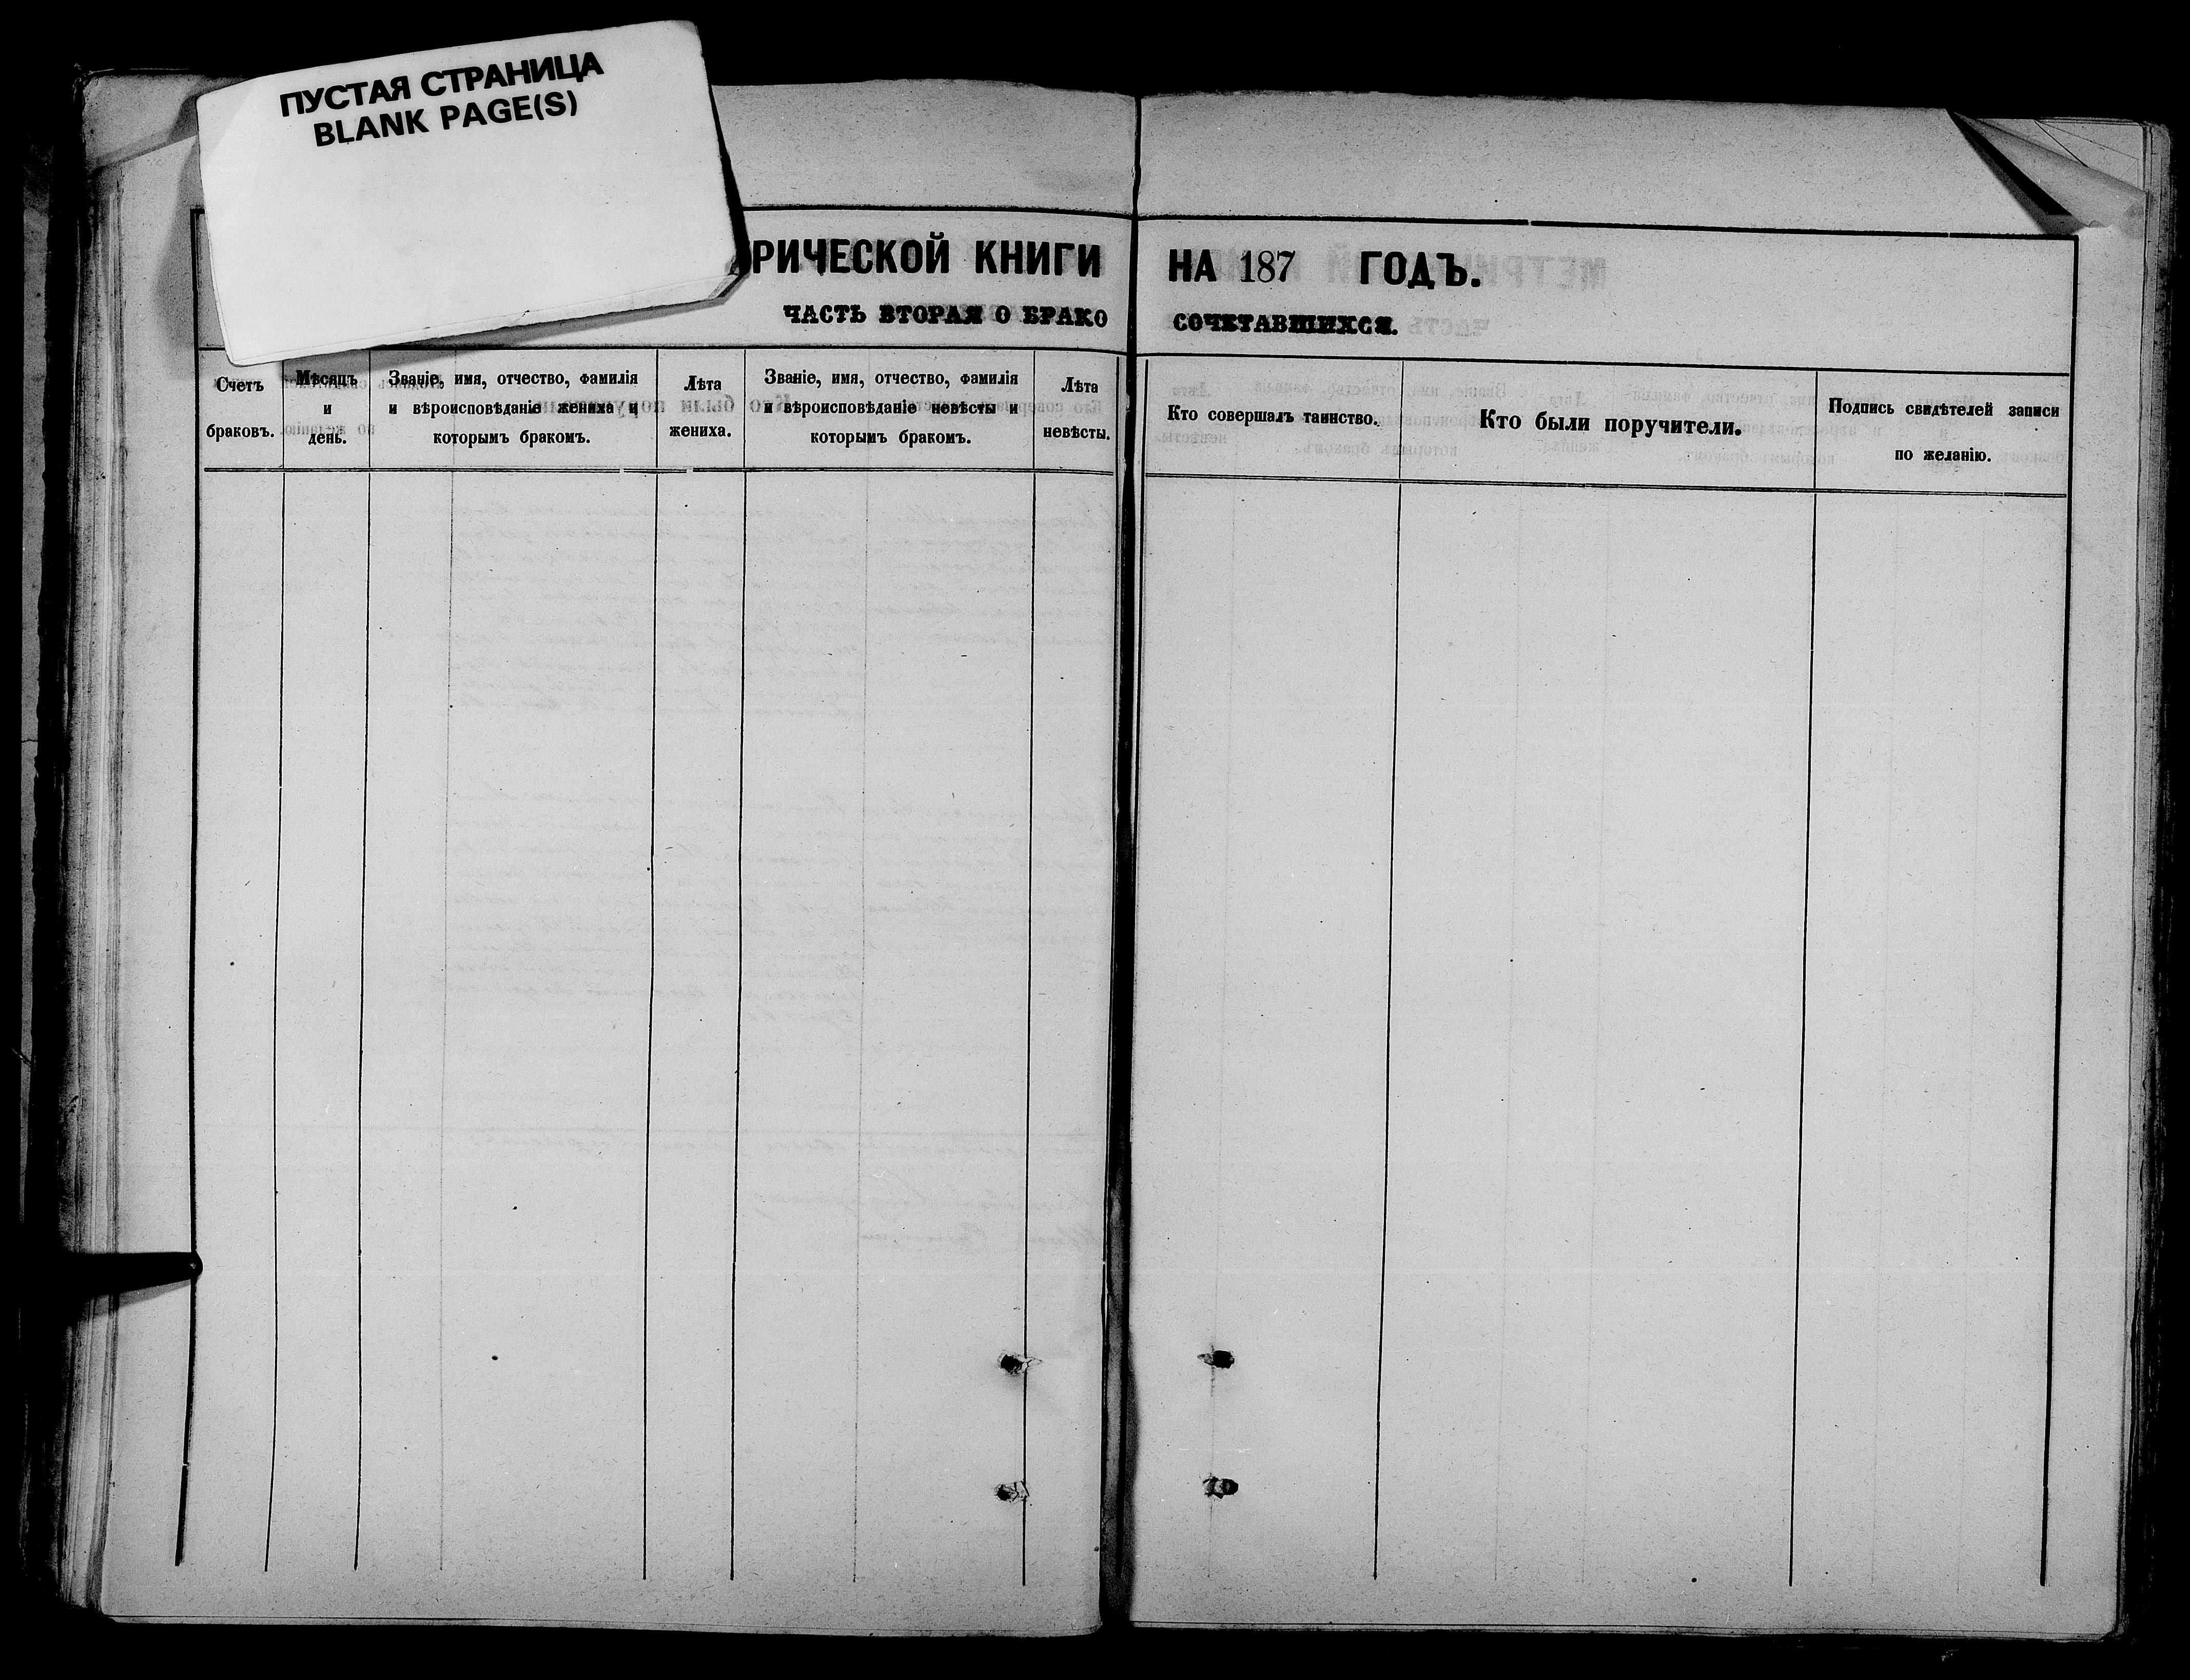 ПУСТАЯ СТРАНИЦА
BLANK PAGE(S)
РИЧЕСКОЙ КНИГИ НА 187 ГОДЪ.
ЧАСТЬ ВТОРАЯ О БРАКО СОЧЕТАВШИХСЯ.
Счетъ
браковъ.
Мѣсяцъ
и
день.
Званіе, имя, отчество, фамилія
и вѣроисповѣданіе жениха и
которымъ бракомъ.
Лѣта
жениха.
Званіе, имя, отчество, фамилія
и вѣроисповѣданіе невѣсты и
которымъ бракомъ.
Лѣта
невѣсты.
Кто совершалъ таинство.
Кто были поручители.
Подпись свидѣтелей записи
по желанію.